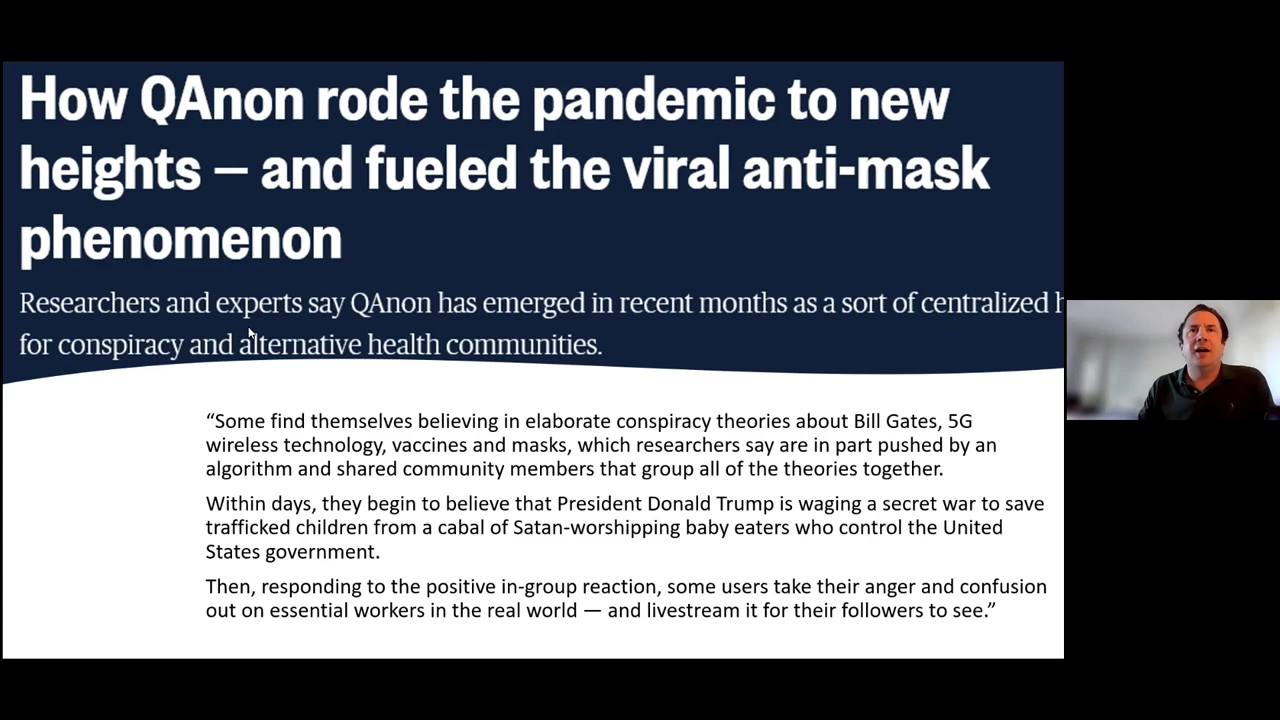 How QAnon rode the pandemic to new
heights — and fueled the viral anti-mask
phenomenon
Researchers and experts say QAnon has emerged in recent months as a sort of centralized
for conspiracy and alternative health communities.
“Some find themselves believing in elaborate conspiracy theories about Bill Gates, 5G
wireless technology, vaccines and masks, which researchers say are in part pushed by an
algorithm and shared community members that group all of the theories together.
Within days, they begin to believe that President Donald Trump is waging a secret war to save
trafficked children from a cabal of Satan-worshipping baby eaters who control the United
States government.
Then, responding to the positive in-group reaction, some users take their anger and confusion
out on essential workers in the real world — and livestream it for their followers to see.”